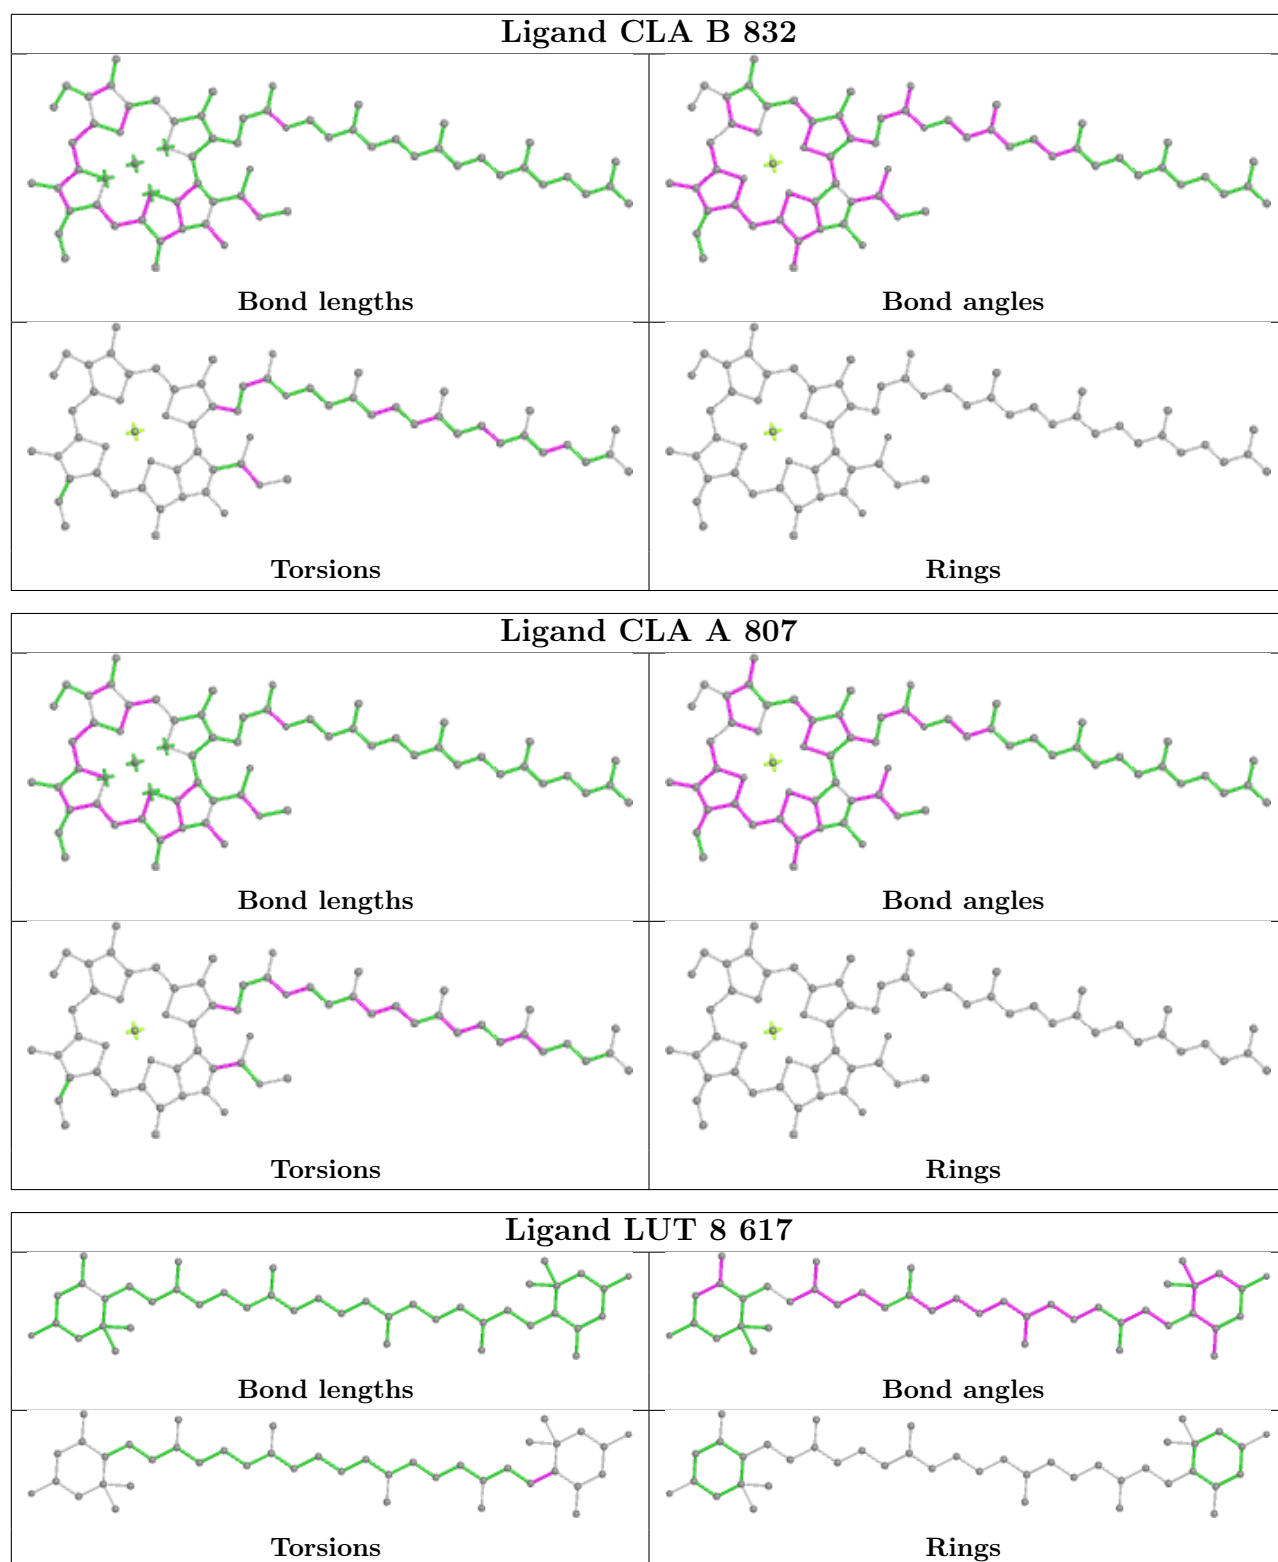 Ligand CLA B 832
Bond lengths
Bond angles
Torsions
Rings
Ligand CLA A 807
Bond lengths
Bond angles
Torsions
Rings
Ligand LUT 8 617
Bond lengths
Bond angles
Torsions
Rings